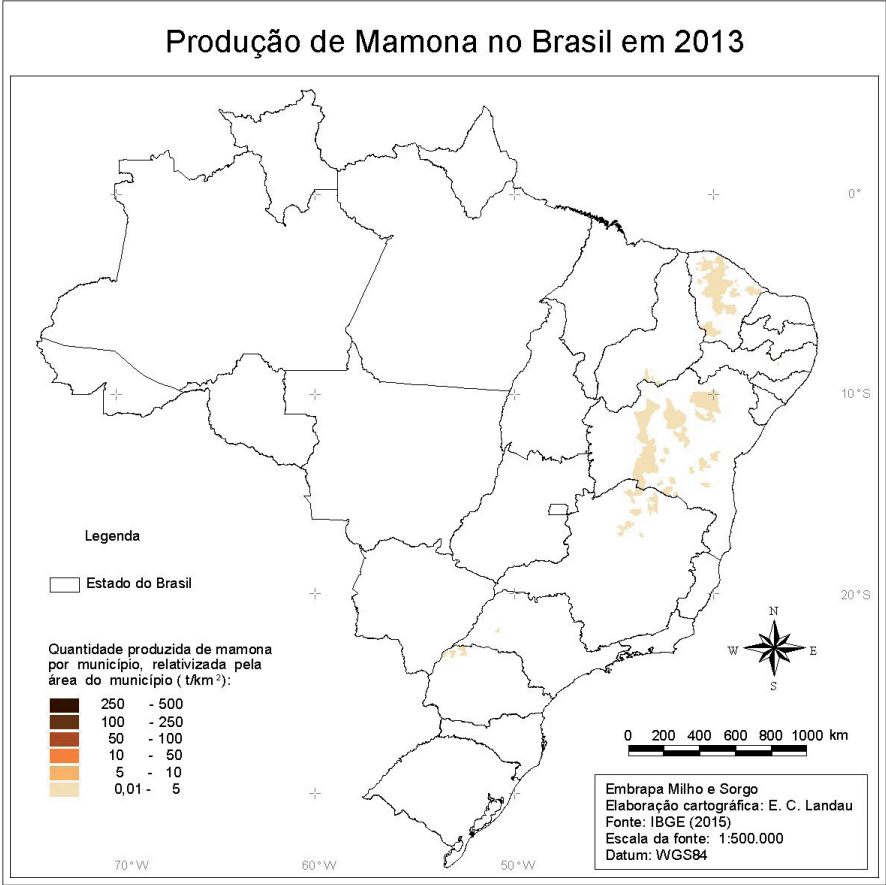 Produção de Mamona no Brasil em 2013
0°
10°S
20°S
Legenda
Estado do Brasil
Quantidade produzida de mamona
por município, relativizada pela
área do município ( t/km²):
250 - 500
100 - 250
50 - 100
10 - 50
5 - 10
0,01 - 5
N
W E
S
0 200 400 600 800 1000 km
Embrapa Milho e Sorgo
Elaboração cartográfica: E. C. Landau
Fonte: IBGE (2015)
Escala da fonte: 1:500.000
Datum: WGS84
70°W 60°W 50°W